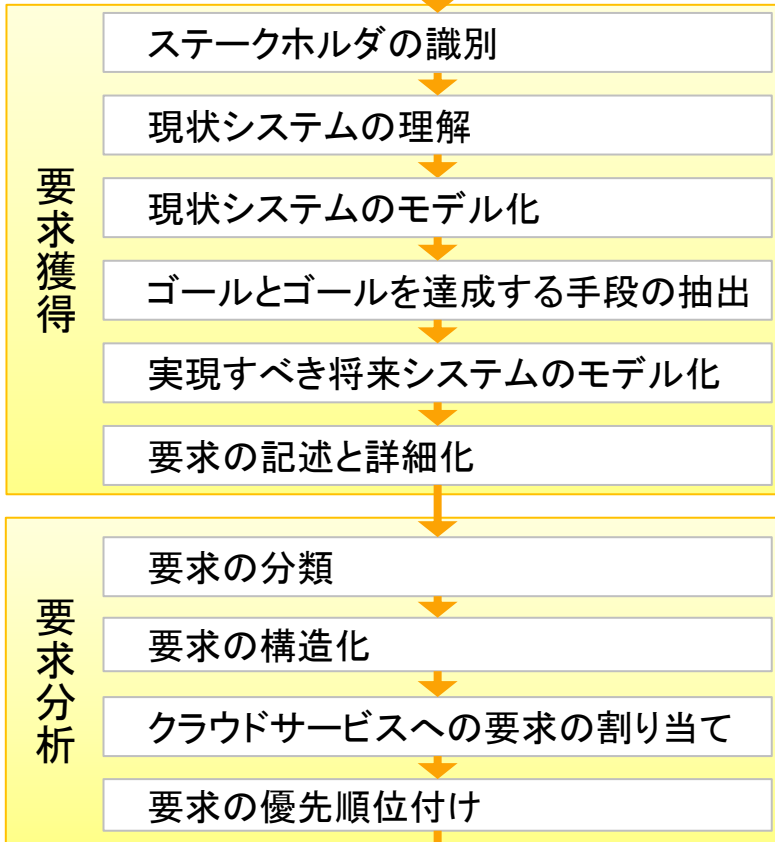 要求獲得
ステークホルダの識別
現状システムの理解
現状システムのモデル化
ゴールとゴールを達成する手段の抽出
実現すべき将来システムのモデル化
要求の記述と詳細化
要求分析
要求の分類
要求の構造化
クラウドサービスへの要求の割り当て
要求の優先順位付け